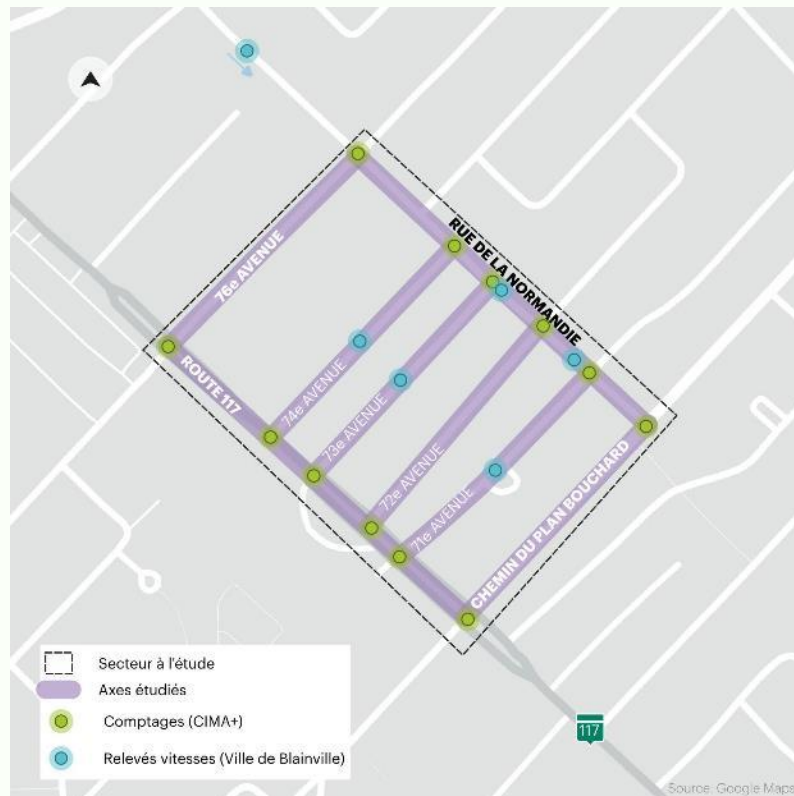 RUE DE LA NORMANDIE
76e AVENUE
ROUTE 117
74e AVENUE
73e AVENUE
72e AVENUE
71e AVENUE
CHEMIN DU PLAN BOUCHARD
Secteur à l'étude
Axes étudiés
Comptages (CIMA+)
Relevés vitesses (Ville de Blainville)
117
Source: Google Maps